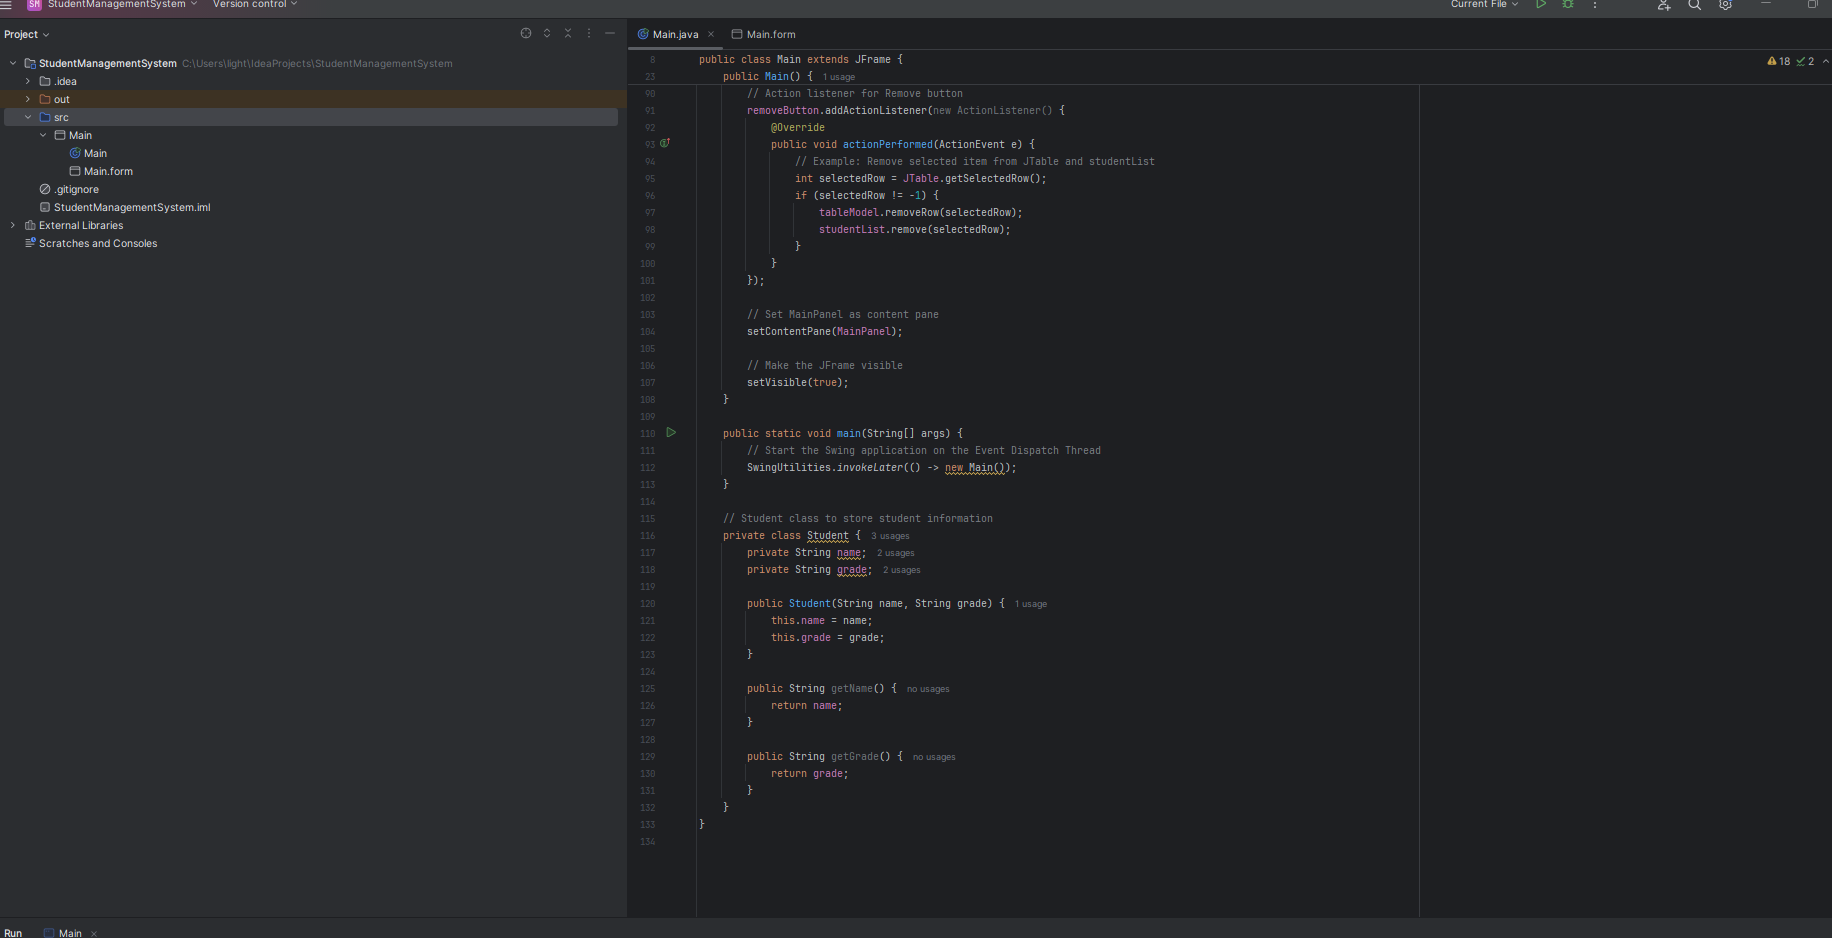 SM StudentManagementSystem Version control Current File
Project
StudentManagementSystem C:\Users\light\IdeaProjects\StudentManagementSystem
.idea
out
src
Main
Main
Main.form
.gitignore
StudentManagementSystem.iml
External Libraries
Scratches and Consoles
Main.java × Main.form
18 2
8 public class Main extends JFrame {
23 public Main() { 1 usage
90 // Action listener for Remove button
91 removeButton.addActionListener(new ActionListener() {
92 @Override
93 public void actionPerformed(ActionEvent e) {
94 // Example: Remove selected item from JTable and studentList
95 int selectedRow = JTable.getSelectedRow();
96 if (selectedRow != -1) {
97 tableModel.removeRow(selectedRow);
98 studentList.remove(selectedRow);
99 }
100 }
101 });
102
103 // Set MainPanel as content pane
104 setContentPane(MainPanel);
105
106 // Make the JFrame visible
107 setVisible(true);
108 }
109
110 public static void main(String[] args) {
111 // Start the Swing application on the Event Dispatch Thread
112 SwingUtilities.invokeLater(() -> new Main());
113 }
114
115 // Student class to store student information
116 private class Student { 3 usages
117 private String name; 2 usages
118 private String grade; 2 usages
119
120 public Student(String name, String grade) { 1 usage
121 this.name = name;
122 this.grade = grade;
123 }
124
125 public String getName() { no usages
126 return name;
127 }
128
129 public String getGrade() { no usages
130 return grade;
131 }
132 }
133 }
134
Run Main ×